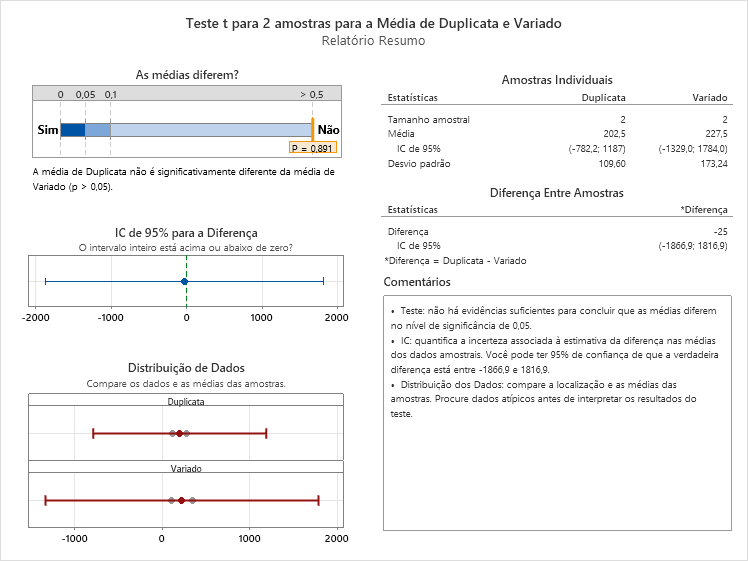 Teste t para 2 amostras para a Média de Duplicata e Variado
Relatório Resumo
As médias diferem?
0 0,05 0,1 > 0,5
Sim Não
P = 0,891
A média de Duplicata não é significativamente diferente da média de
Variado (p > 0,05).
IC de 95% para a Diferença
O intervalo inteiro está acima ou abaixo de zero?
-2000 -1000 0 1000 2000
Distribuição de Dados
Compare os dados e as médias das amostras.
Duplicata
Variado
-1000 0 1000 2000
Amostras Individuais
Estatísticas Duplicata Variado
Tamanho amostral 2 2
Média 202,5 227,5
IC de 95% (-782,2; 1187) (-1329,0; 1784,0)
Desvio padrão 109,60 173,24
Diferença Entre Amostras
Estatísticas *Diferença
Diferença -25
IC de 95% (-1866,9; 1816,9)
*Diferença = Duplicata - Variado
Comentários
• Teste: não há evidências suficientes para concluir que as médias diferem
no nível de significância de 0,05.
• IC: quantifica a incerteza associada à estimativa da diferença nas médias
dos dados amostrais. Você pode ter 95% de confiança de que a verdadeira
diferença está entre -1866,9 e 1816,9.
• Distribuição dos Dados: compare a localização e as médias das
amostras. Procure dados atípicos antes de interpretar os resultados do
teste.